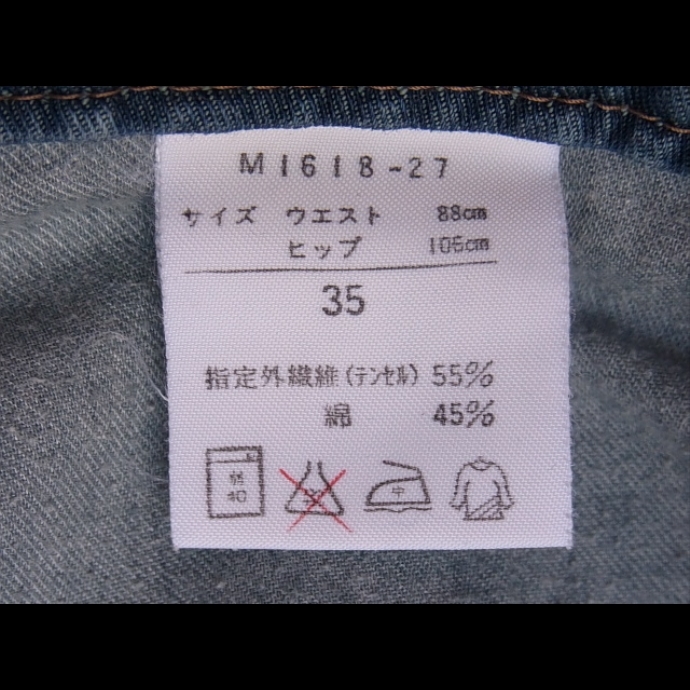 M1618-27
サイズ ウエスト 88cm
ヒップ 106cm
35
指定外繊維(テンセル) 55%
綿 45%
弱
40
中